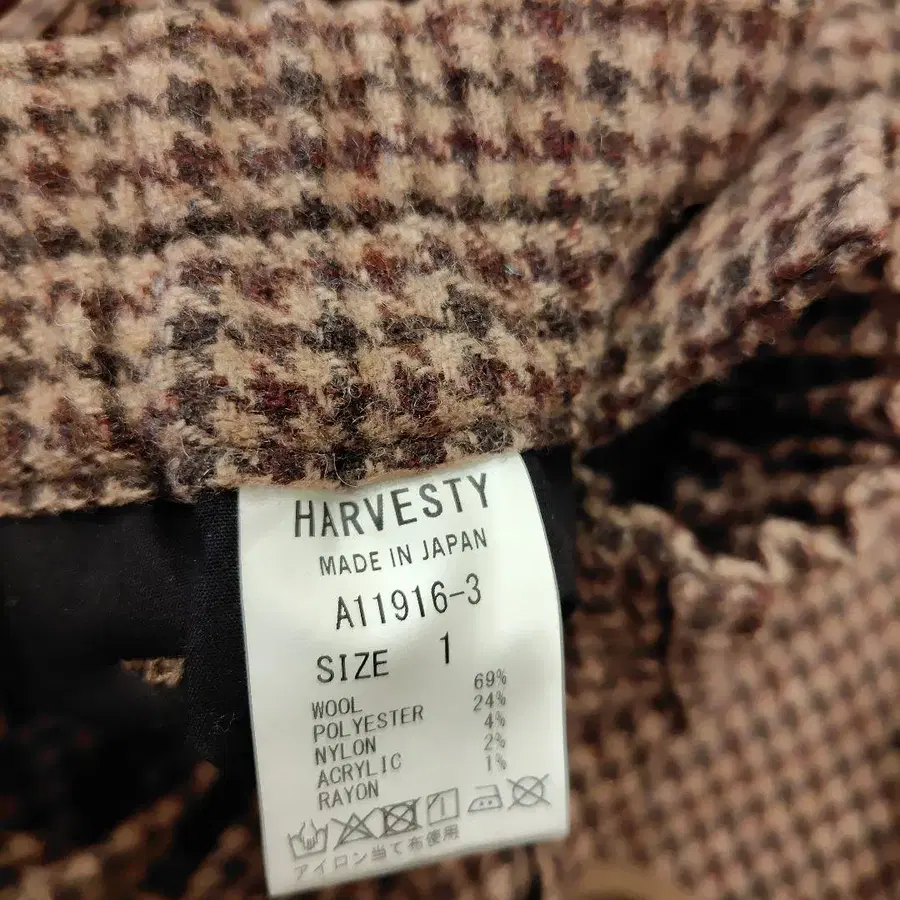 HARVESTY
MADE IN JAPAN
A11916-3
SIZE 1
WOOL 69%
POLYESTER 24%
NYLON 4%
ACRYLIC 2%
RAYON 1%
アイロン当て布使用